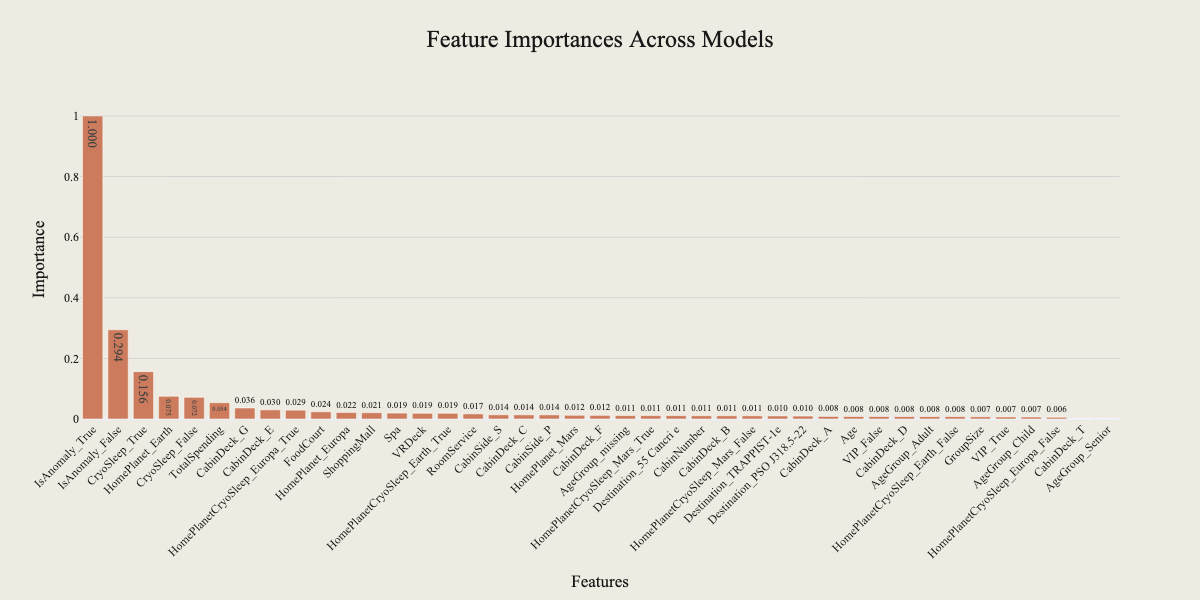 Feature Importances Across Models
Importance
1
0.8
0.6
0.4
0.2
0
1.000
0.294
0.156
0.075
0.072
0.054
0.036
0.030
0.029
0.024
0.022
0.021
0.019
0.019
0.019
0.017
0.014
0.014
0.014
0.012
0.012
0.011
0.011
0.011
0.011
0.011
0.011
0.010
0.010
0.008
0.008
0.008
0.008
0.008
0.008
0.007
0.007
0.007
0.006
IsAnomaly_True
IsAnomaly_False
CryoSleep_True
HomePlanet_Earth
CryoSleep_False
TotalSpending
CabinDeck_G
CabinDeck_E
HomePlanetCryoSleep_Europa_True
FoodCourt
HomePlanet_Europa
ShoppingMall
Spa
VRDeck
HomePlanetCryoSleep_Earth_True
RoomService
CabinSide_S
CabinDeck_C
CabinSide_P
HomePlanet_Mars
CabinDeck_F
AgeGroup_missing
HomePlanetCryoSleep_Mars_True
Destination_55 Cancri e
CabinNumber
CabinDeck_B
HomePlanetCryoSleep_Mars_False
Destination_TRAPPIST-1e
Destination_PSO J318.5-22
CabinDeck_A
Age
VIP_False
CabinDeck_D
AgeGroup_Adult
HomePlanetCryoSleep_Earth_False
GroupSize
VIP_True
AgeGroup_Child
HomePlanetCryoSleep_Europa_False
CabinDeck_T
AgeGroup_Senior
Features